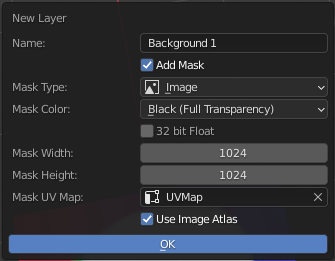 New Layer
Name: Background 1
Add Mask
Mask Type: Image
Mask Color: Black (Full Transparency)
32 bit Float
Mask Width: 1024
Mask Height: 1024
Mask UV Map: UVMap
Use Image Atlas
OK